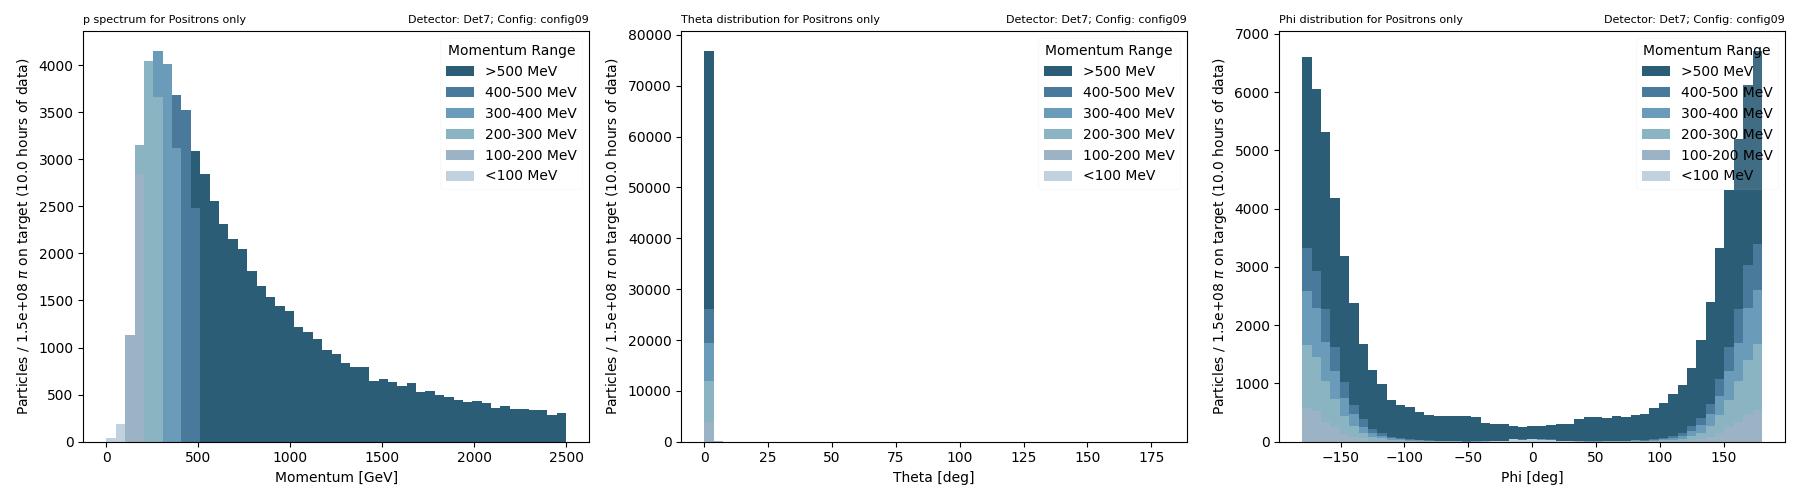 p spectrum for Positrons only
Detector: Det7; Config: config09
Particles / 1.5e+08 π on target (10.0 hours of data)
4000
3500
3000
2500
2000
1500
1000
500
0
Momentum Range
>500 MeV
400-500 MeV
300-400 MeV
200-300 MeV
100-200 MeV
<100 MeV
0
500
1000
1500
2000
2500
Momentum [GeV]
Theta distribution for Positrons only
Detector: Det7; Config: config09
Particles / 1.5e+08 π on target (10.0 hours of data)
80000
70000
60000
50000
40000
30000
20000
10000
0
Momentum Range
>500 MeV
400-500 MeV
300-400 MeV
200-300 MeV
100-200 MeV
<100 MeV
0
25
50
75
100
125
150
175
Theta [deg]
Phi distribution for Positrons only
Detector: Det7; Config: config09
Particles / 1.5e+08 π on target (10.0 hours of data)
7000
6000
5000
4000
3000
2000
1000
0
Momentum Range
>500 MeV
400-500 MeV
300-400 MeV
200-300 MeV
100-200 MeV
<100 MeV
−150
−100
−50
0
50
100
150
Phi [deg]